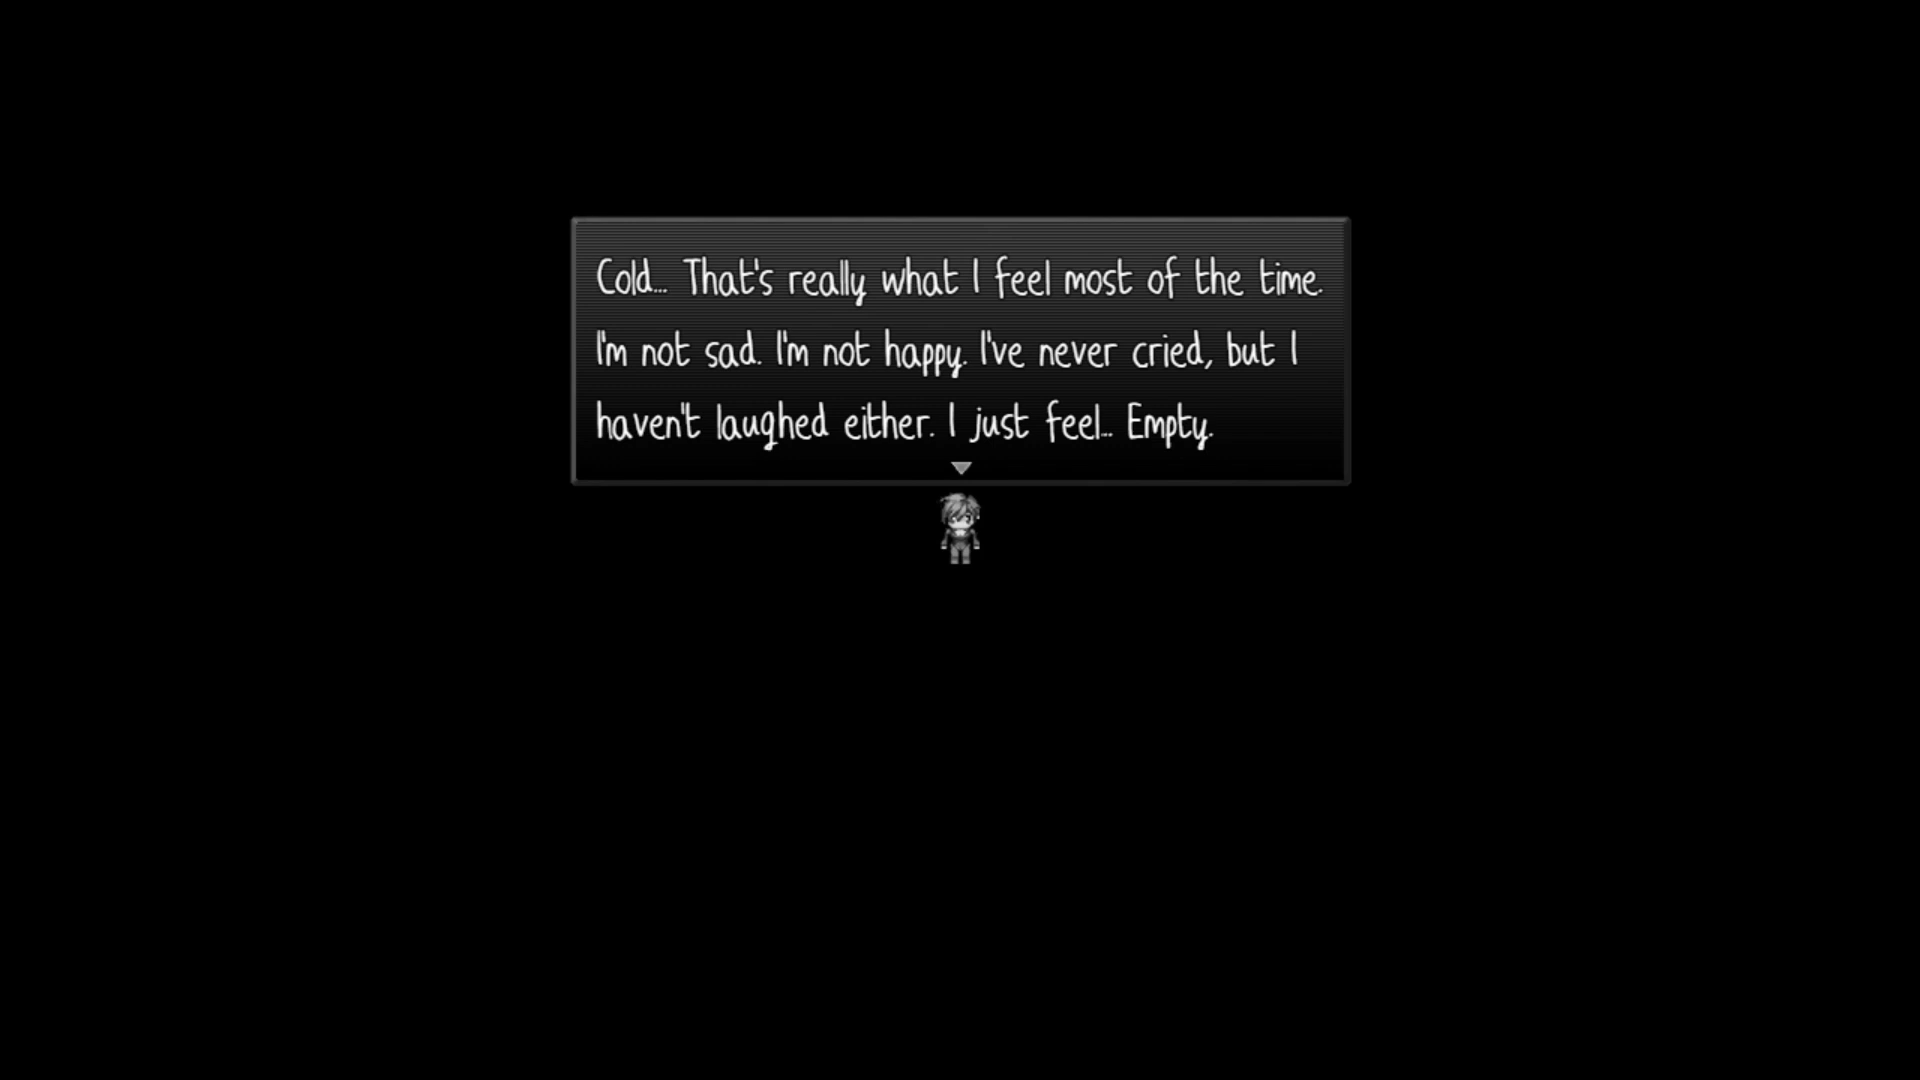 Cold... That's really what I feel most of the time.
I'm not sad. I'm not happy. I've never cried, but I
haven't laughed either. I just feel... Empty.